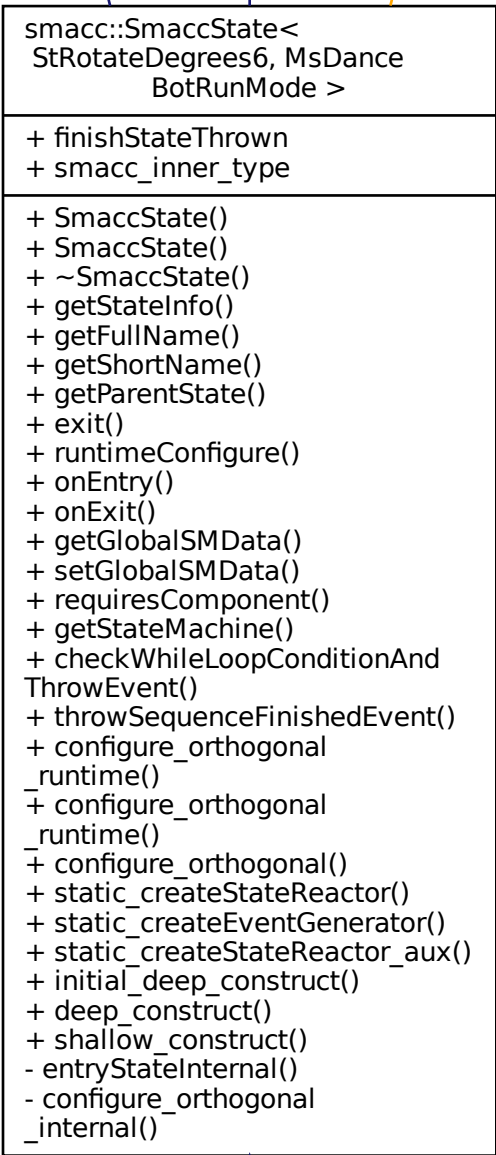 smacc::SmaccState<
StRotateDegrees6, MsDance
BotRunMode >
+ finishStateThrown
+ smacc_inner_type
+ SmaccState()
+ SmaccState()
+ ~SmaccState()
+ getStateInfo()
+ getFullName()
+ getShortName()
+ getParentState()
+ exit()
+ runtimeConfigure()
+ onEntry()
+ onExit()
+ getGlobalSMData()
+ setGlobalSMData()
+ requiresComponent()
+ getStateMachine()
+ checkWhileLoopConditionAnd
ThrowEvent()
+ throwSequenceFinishedEvent()
+ configure_orthogonal
_runtime()
+ configure_orthogonal
_runtime()
+ configure_orthogonal()
+ static_createStateReactor()
+ static_createEventGenerator()
+ static_createStateReactor_aux()
+ initial_deep_construct()
+ deep_construct()
+ shallow_construct()
- entryStateInternal()
- configure_orthogonal
_internal()